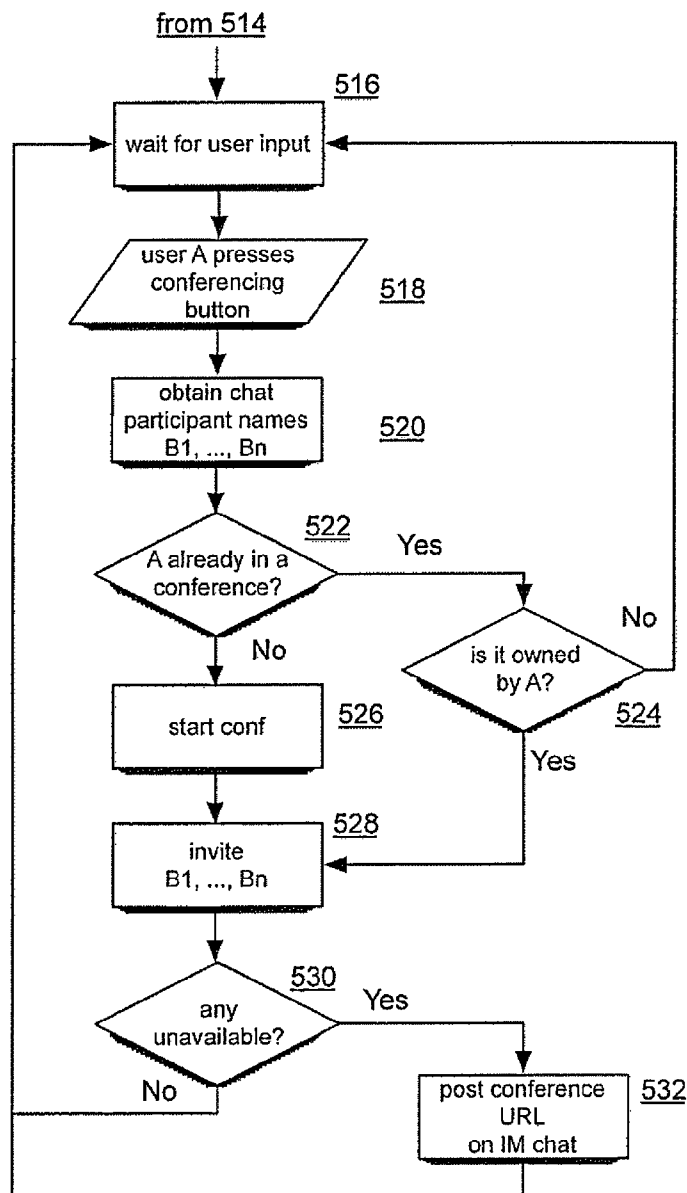 from 514
516
wait for user input
user A presses
conferencing
button
518
obtain chat
participant names
B1, ..., Bn
520
522
A already in a
conference?
Yes
No
No
is it owned
by A?
524
start conf
526
Yes
528
invite
B1, ..., Bn
530
any
unavailable?
Yes
No
post conference
URL
on IM chat
532